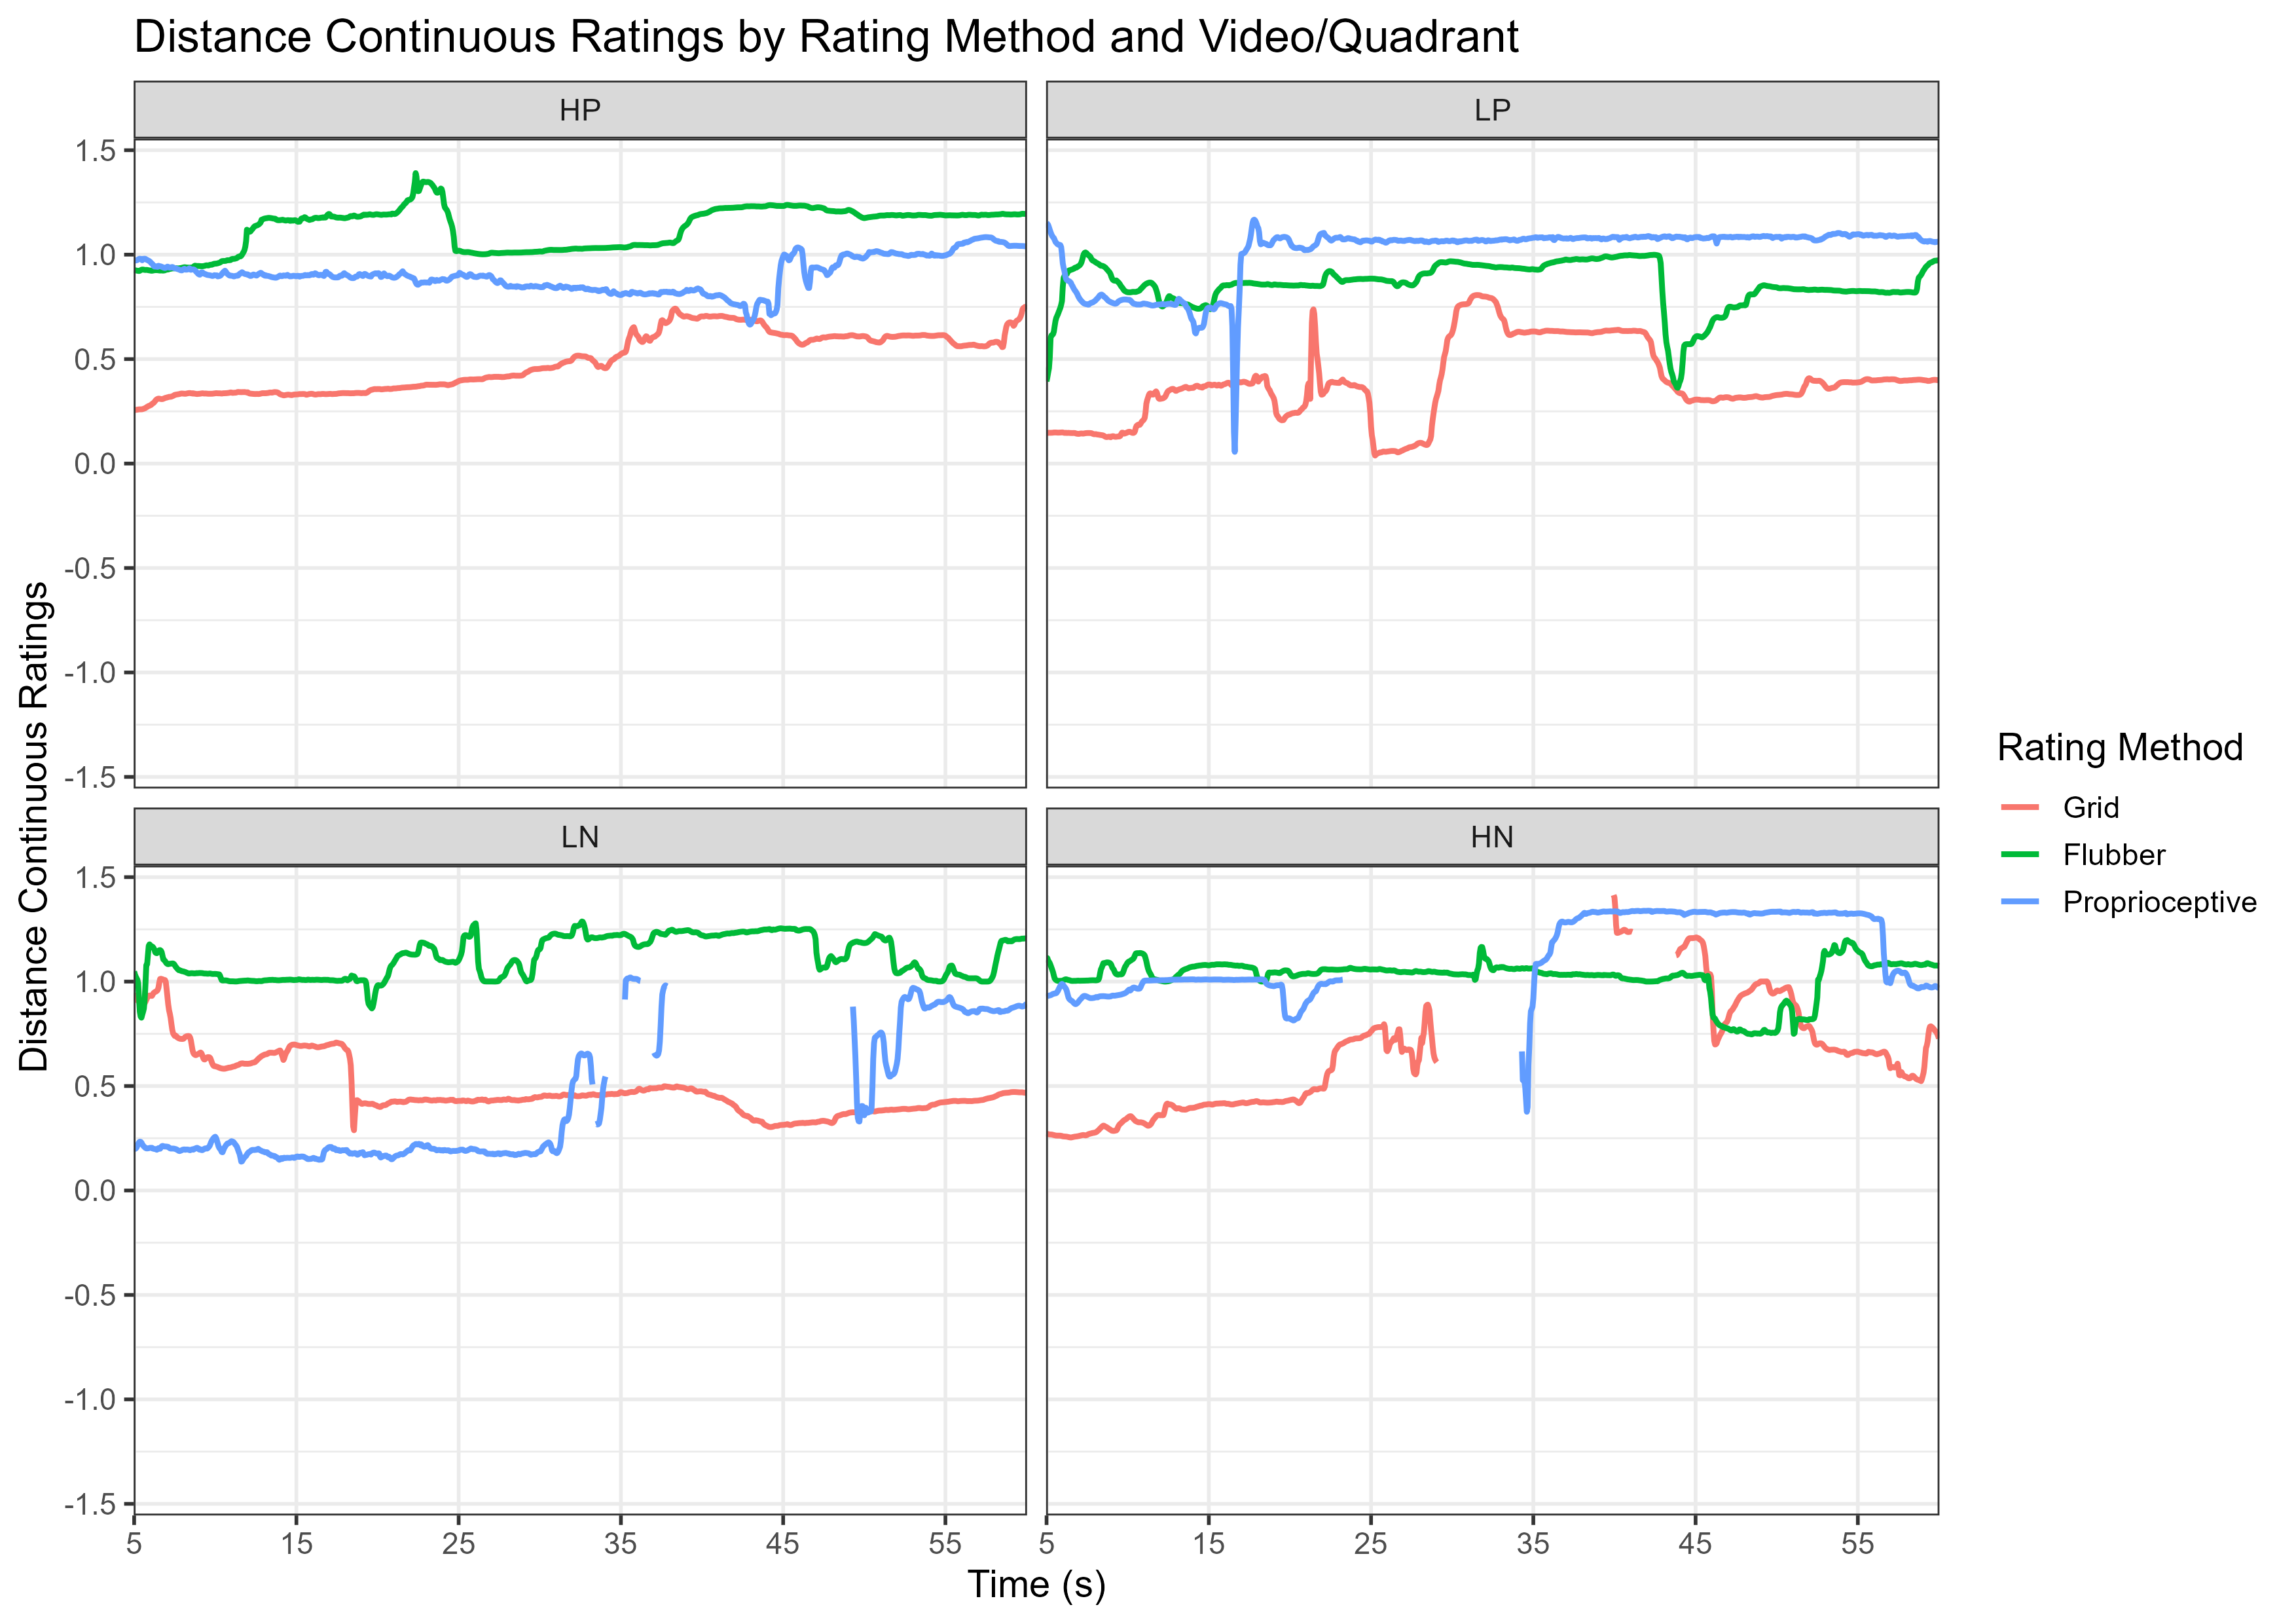 Distance Continuous Ratings by Rating Method and Video/Quadrant
HP
LP
1.5
1.0
0.5
0.0
-0.5
-1.0
-1.5
LN
HN
1.5
1.0
0.5
0.0
-0.5
-1.0
-1.5
5 15 25 35 45 55
5 15 25 35 45 55
Time (s)
Distance Continuous Ratings
Rating Method
Grid
Flubber
Proprioceptive